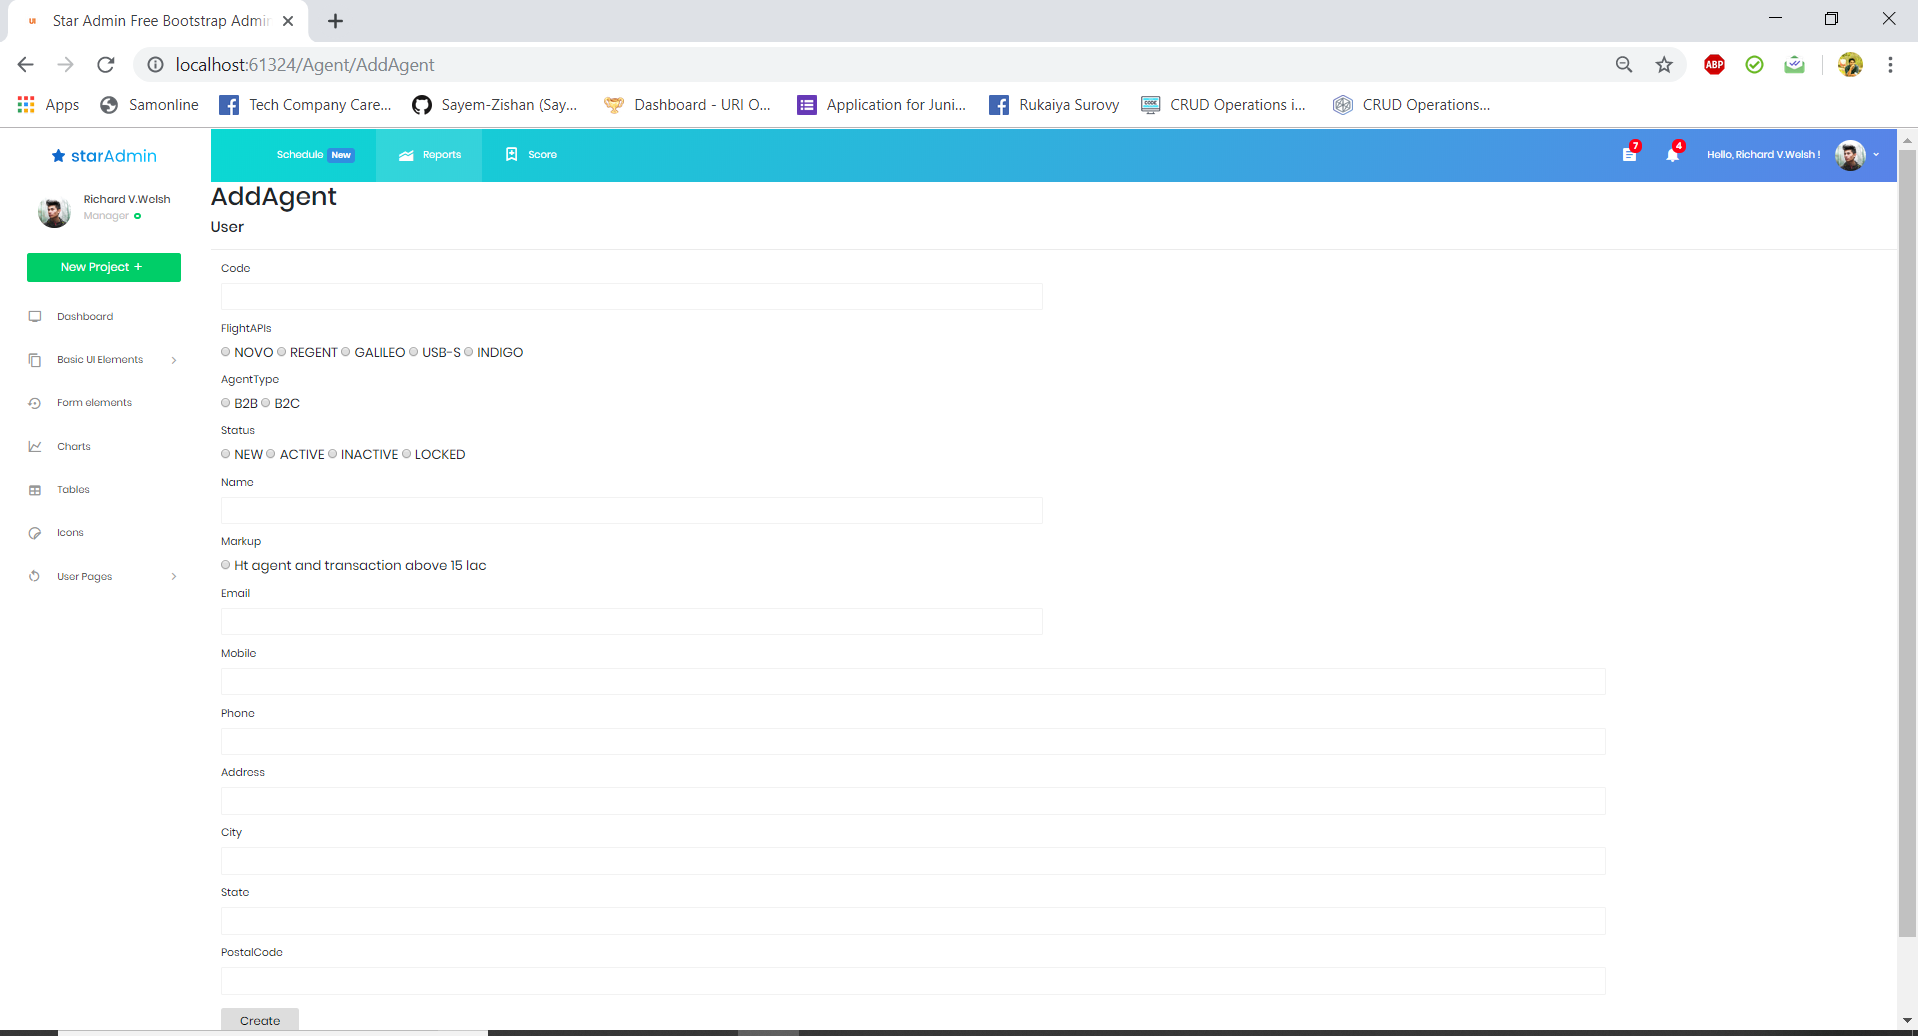 Star Admin Free Bootstrap Admin
localhost:61324/Agent/AddAgent
ABP
Apps Samonline Tech Company Care... Sayem-Zishan (Say... Dashboard - URI O... Application for Juni... Rukaiya Surovy CRUD Operations i... CRUD Operations...
starAdmin
Schedule New Reports Score 7 4 Hello, Richard V.Welsh !
Richard V.Welsh
Manager
New Project +
Dashboard
Basic UI Elements
Form elements
Charts
Tables
Icons
User Pages
AddAgent
User
Code
FlightAPIs
NOVO REGENT GALILEO USB-S INDIGO
AgentType
B2B B2C
Status
NEW ACTIVE INACTIVE LOCKED
Name
Markup
Ht agent and transaction above 15 lac
Email
Mobile
Phone
Address
City
State
PostalCode
Create